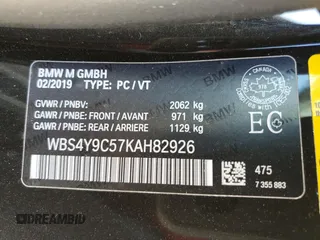 BMW M GMBH
02/2019 TYPE: PC / VT
GVWR / PNBV: 2062 kg
GAWR / PNBE: FRONT / AVANT 971 kg
GAWR / PNBE: REAR / ARRIERE 1129 kg
EC
WBS4Y9C57KAH82926
475
7 355 883
DREAMBID